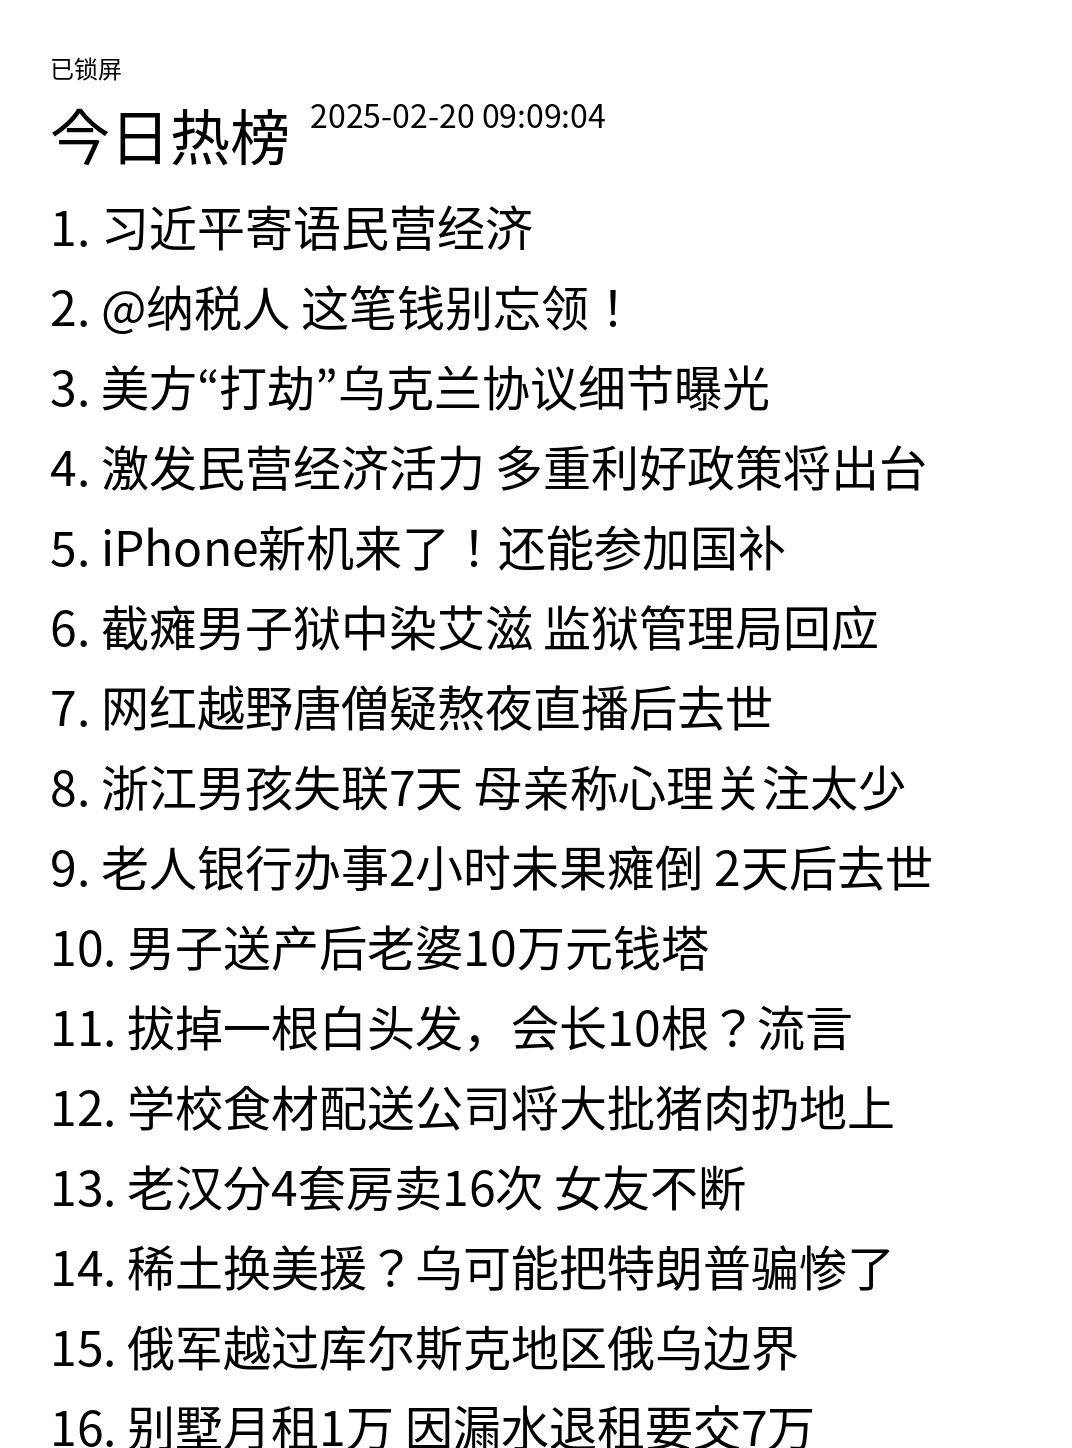 已锁屏
今日热榜 2025-02-20 09:09:04
1. 习近平寄语民营经济
2. @纳税人 这笔钱别忘领！
3. 美方“打劫”乌克兰协议细节曝光
4. 激发民营经济活力 多重利好政策将出台
5. iPhone新机来了！还能参加国补
6. 截瘫男子狱中染艾滋 监狱管理局回应
7. 网红越野唐僧疑熬夜直播后去世
8. 浙江男孩失联7天 母亲称心理关注太少
9. 老人银行办事2小时未果瘫倒 2天后去世
10. 男子送产后老婆10万元钱塔
11. 拔掉一根白头发，会长10根？流言
12. 学校食材配送公司将大批猪肉扔地上
13. 老汉分4套房卖16次 女友不断
14. 稀土换美援？乌可能把特朗普骗惨了
15. 俄军越过库尔斯克地区俄乌边界
16. 别墅月租1万 因漏水退租要交7万